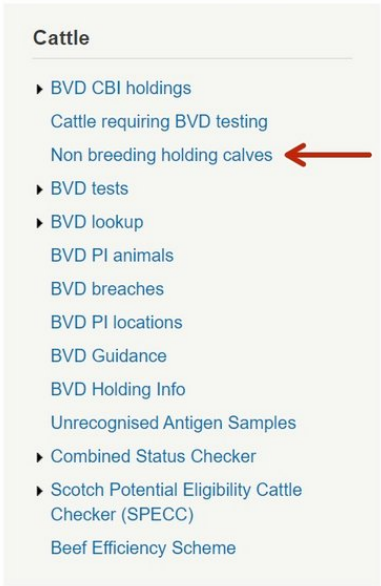 Cattle
BVD CBI holdings
Cattle requiring BVD testing
Non breeding holding calves
BVD tests
BVD lookup
BVD PI animals
BVD breaches
BVD PI locations
BVD Guidance
BVD Holding Info
Unrecognised Antigen Samples
Combined Status Checker
Scotch Potential Eligibility Cattle
Checker (SPECC)
Beef Efficiency Scheme